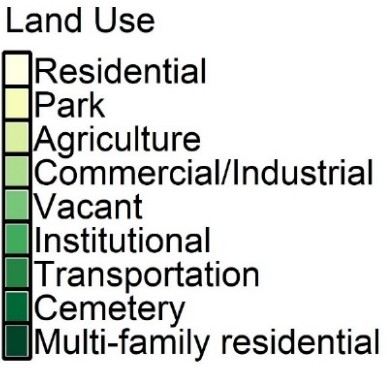 Land Use
Residential
Park
Agriculture
Commercial/Industrial
Vacant
Institutional
Transportation
Cemetery
Multi-family residential